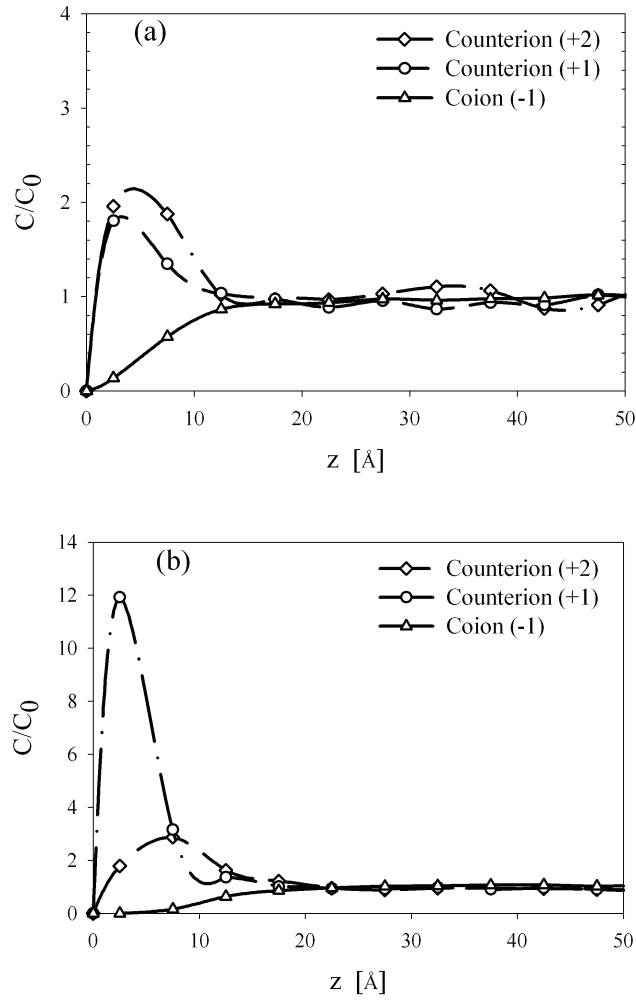 (a)
Counterion (+2)
Counterion (+1)
Coion (-1)
4
3
2
1
0
C/C0
0 10 20 30 40 50
z [Å]
(b)
Counterion (+2)
Counterion (+1)
Coion (-1)
14
12
10
8
6
4
2
0
C/C0
0 10 20 30 40 50
z [Å]